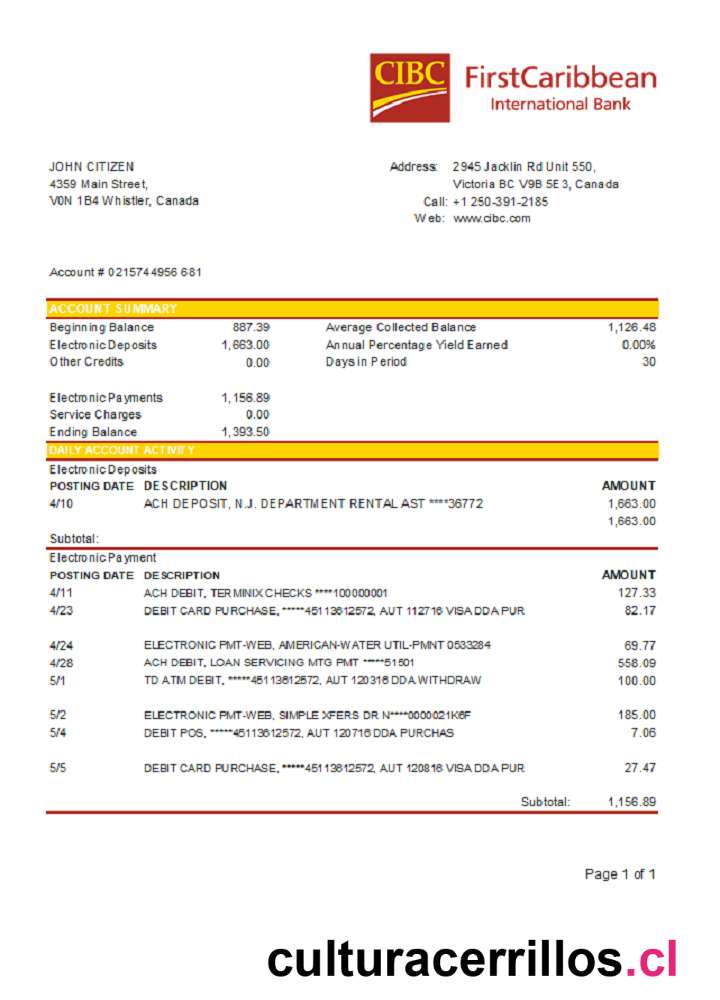 CIBC FirstCaribbean
International Bank
JOHN CITIZEN
4359 Main Street,
V0N 1B4 Whistler, Canada
Address: 2945 Jacklin Rd Unit 550,
Victoria BC V9B 5E3, Canada
Call: +1 250-391-2185
Web: www.cibc.com
Account # 0215744956 681
ACCOUNT SUMMARY
Beginning Balance 887.39 Average Collected Balance 1,126.48
Electronic Deposits 1,663.00 Annual Percentage Yield Earned 0.00%
Other Credits 0.00 Days in Period 30
Electronic Payments 1,156.89
Service Charges 0.00
Ending Balance 1,393.50
DAILY ACCOUNT ACTIVITY
Electronic Deposits
POSTING DATE DESCRIPTION AMOUNT
4/10 ACH DEPOSIT, N.J. DEPARTMENT RENTAL AST ****36772 1,663.00
1,663.00
Subtotal:
Electronic Payment
POSTING DATE DESCRIPTION AMOUNT
4/11 ACH DEBIT, TERMINIX CHECKS ****100000001 127.33
4/23 DEBIT CARD PURCHASE, *****45113612572, AUT 112716 VISA DDA PUR 82.17
4/24 ELECTRONIC PMT-WEB, AMERICAN-WATER UTIL-PMNT 0533284 69.77
4/28 ACH DEBIT, LOAN SERVICING MTG PMT *****51501 558.09
5/1 TD ATM DEBIT, *****45113612572, AUT 120316 DDA WITHDRAW 100.00
5/2 ELECTRONIC PMT-WEB, SIMPLE XFERS DR N****0000021K6F 185.00
5/4 DEBIT POS, *****45113612572, AUT 120716 DDA PURCHAS 7.06
5/5 DEBIT CARD PURCHASE, *****45113612572, AUT 120816 VISA DDA PUR 27.47
Subtotal: 1,156.89
Page 1 of 1
culturacerrillos.cl